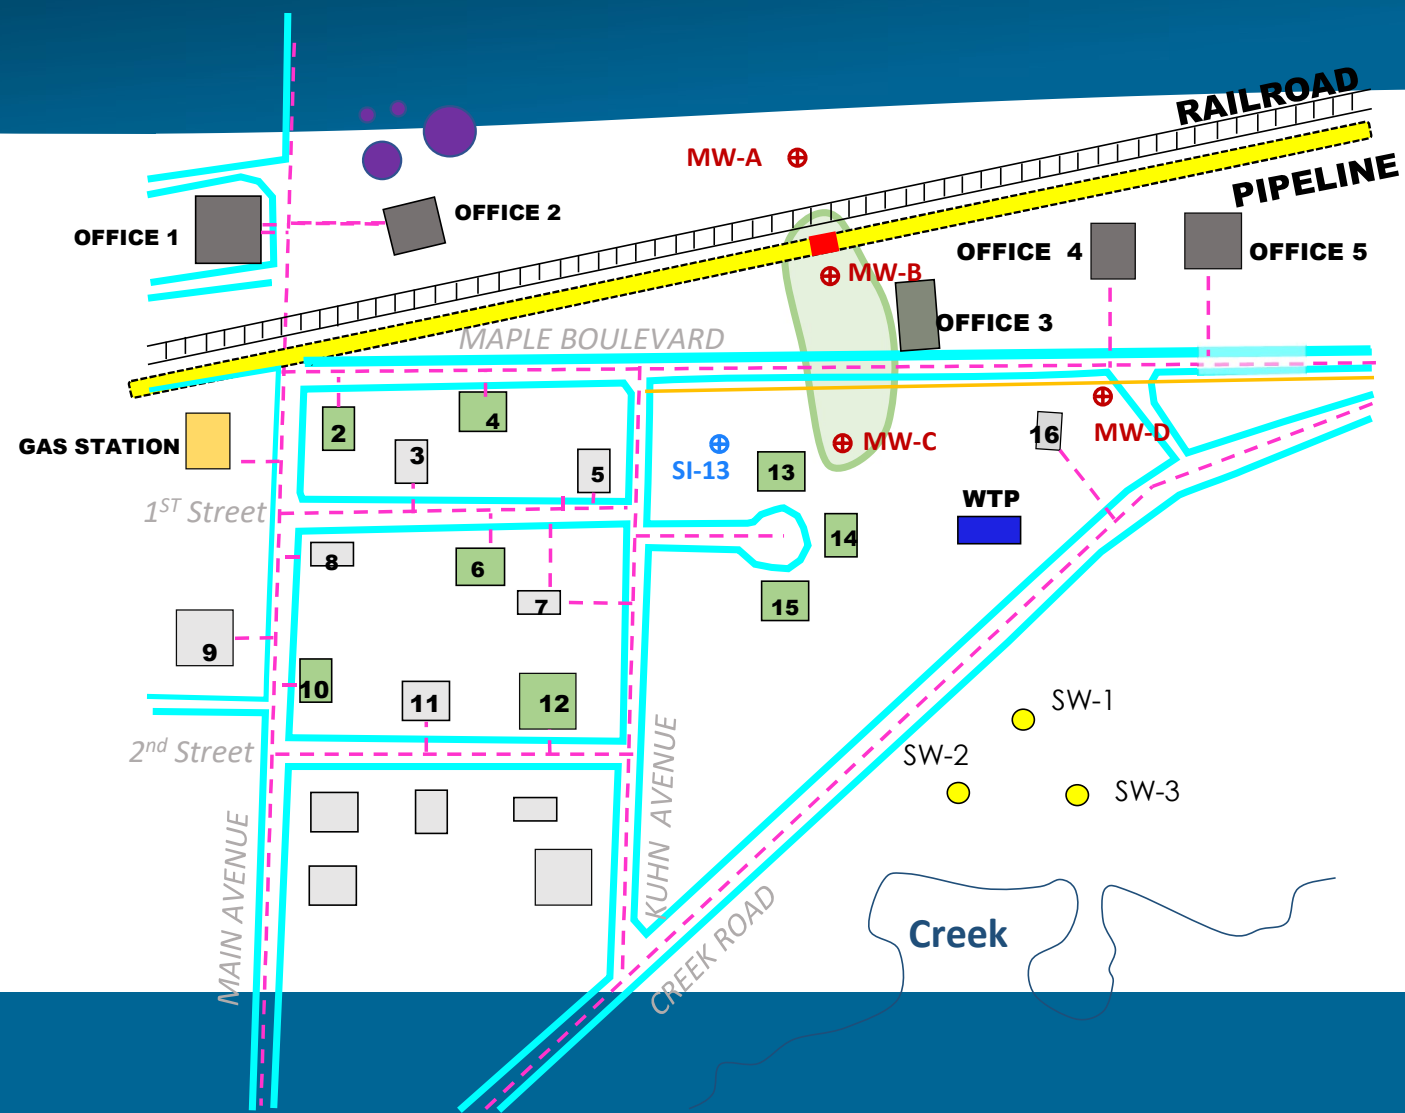 RAILROAD
MW-A
PIPELINE
OFFICE 2
OFFICE 1
OFFICE 4
OFFICE 5
MW-B
OFFICE 3
MAPLE BOULEVARD
GAS STATION
2
4
3
5
SI-13
13
MW-C
16
MW-D
1ST Street
WTP
8
6
14
7
15
9
10
11
12
2nd Street
SW-1
SW-2
SW-3
MAIN AVENUE
KUHN AVENUE
CREEK ROAD
Creek